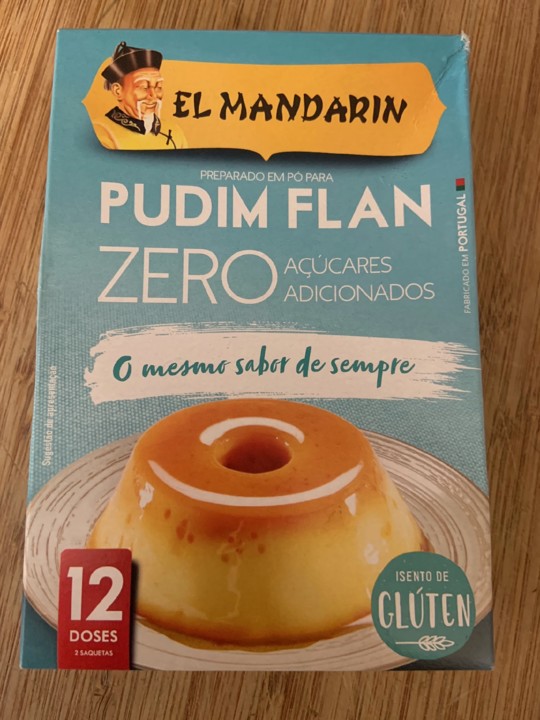 EL MANDARIN
PREPARADO EM PÓ PARA
PUDIM FLAN
ZERO AÇÚCARES
ADICIONADOS
FABRICADO EM PORTUGAL
O mesmo sabor de sempre
Sugestão de apresentação
12
DOSES
2 SAQUETAS
ISENTO DE
GLÚTEN